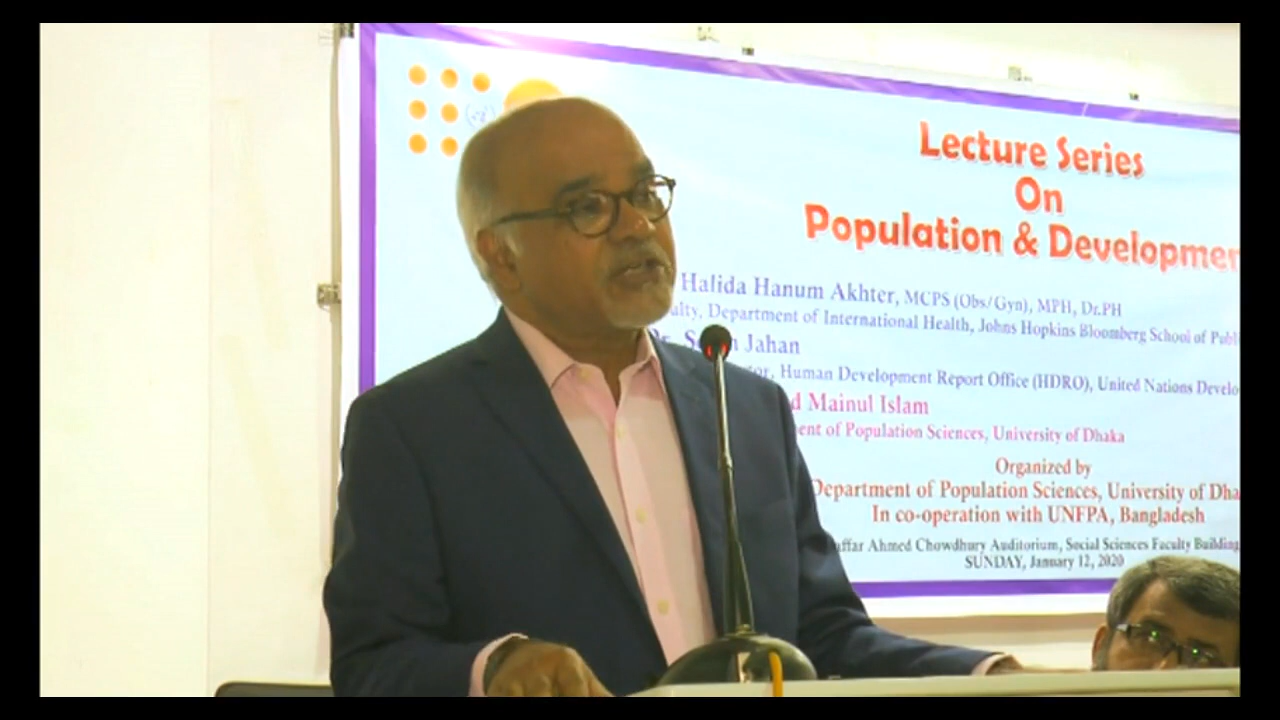 Lecture Series
On
Population & Developmen
Halida Hanum Akhter, MCPS (Obs/Gyn), MPH, Dr.PH
ulty, Department of International Health, Johns Hopkins Bloomberg School of Publ
Dr. Se Jahan
tor, Human Development Report Office (HDRO), United Nations Develo
d Mainul Islam
ent of Population Sciences, University of Dhaka
Organized by
Department of Population Sciences, University of Dha
In co-operation with UNFPA, Bangladesh
ffar Ahmed Chowdhury Auditorium, Social Sciences Faculty Building
SUNDAY, January 12, 2020